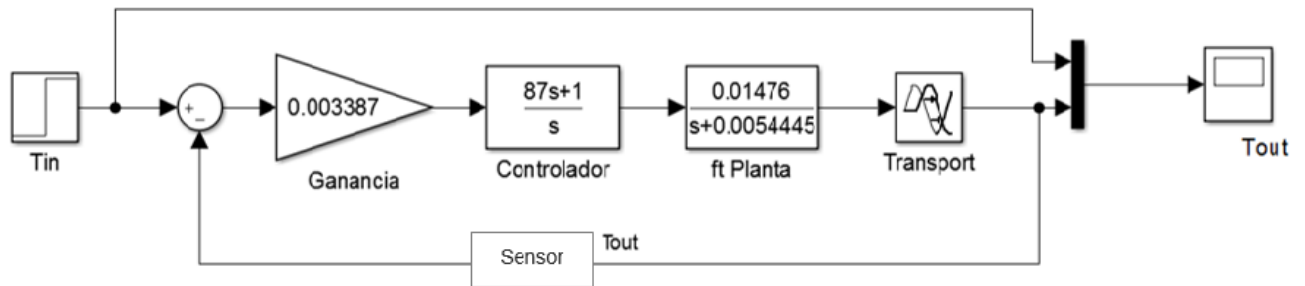 Tin
+
−
0.003387
Ganancia
87s+1
s
Controlador
0.01476
s+0.0054445
ft Planta
Transport
Tout
Sensor
Tout